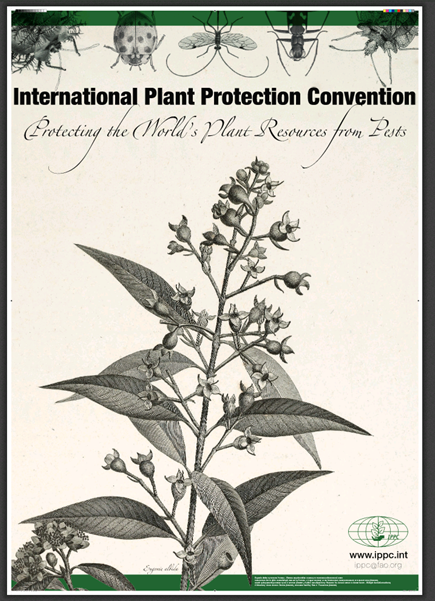 International Plant Protection Convention
Protecting the World's Plant Resources from Pests
IPPC
www.ippc.int
ippc@fao.org